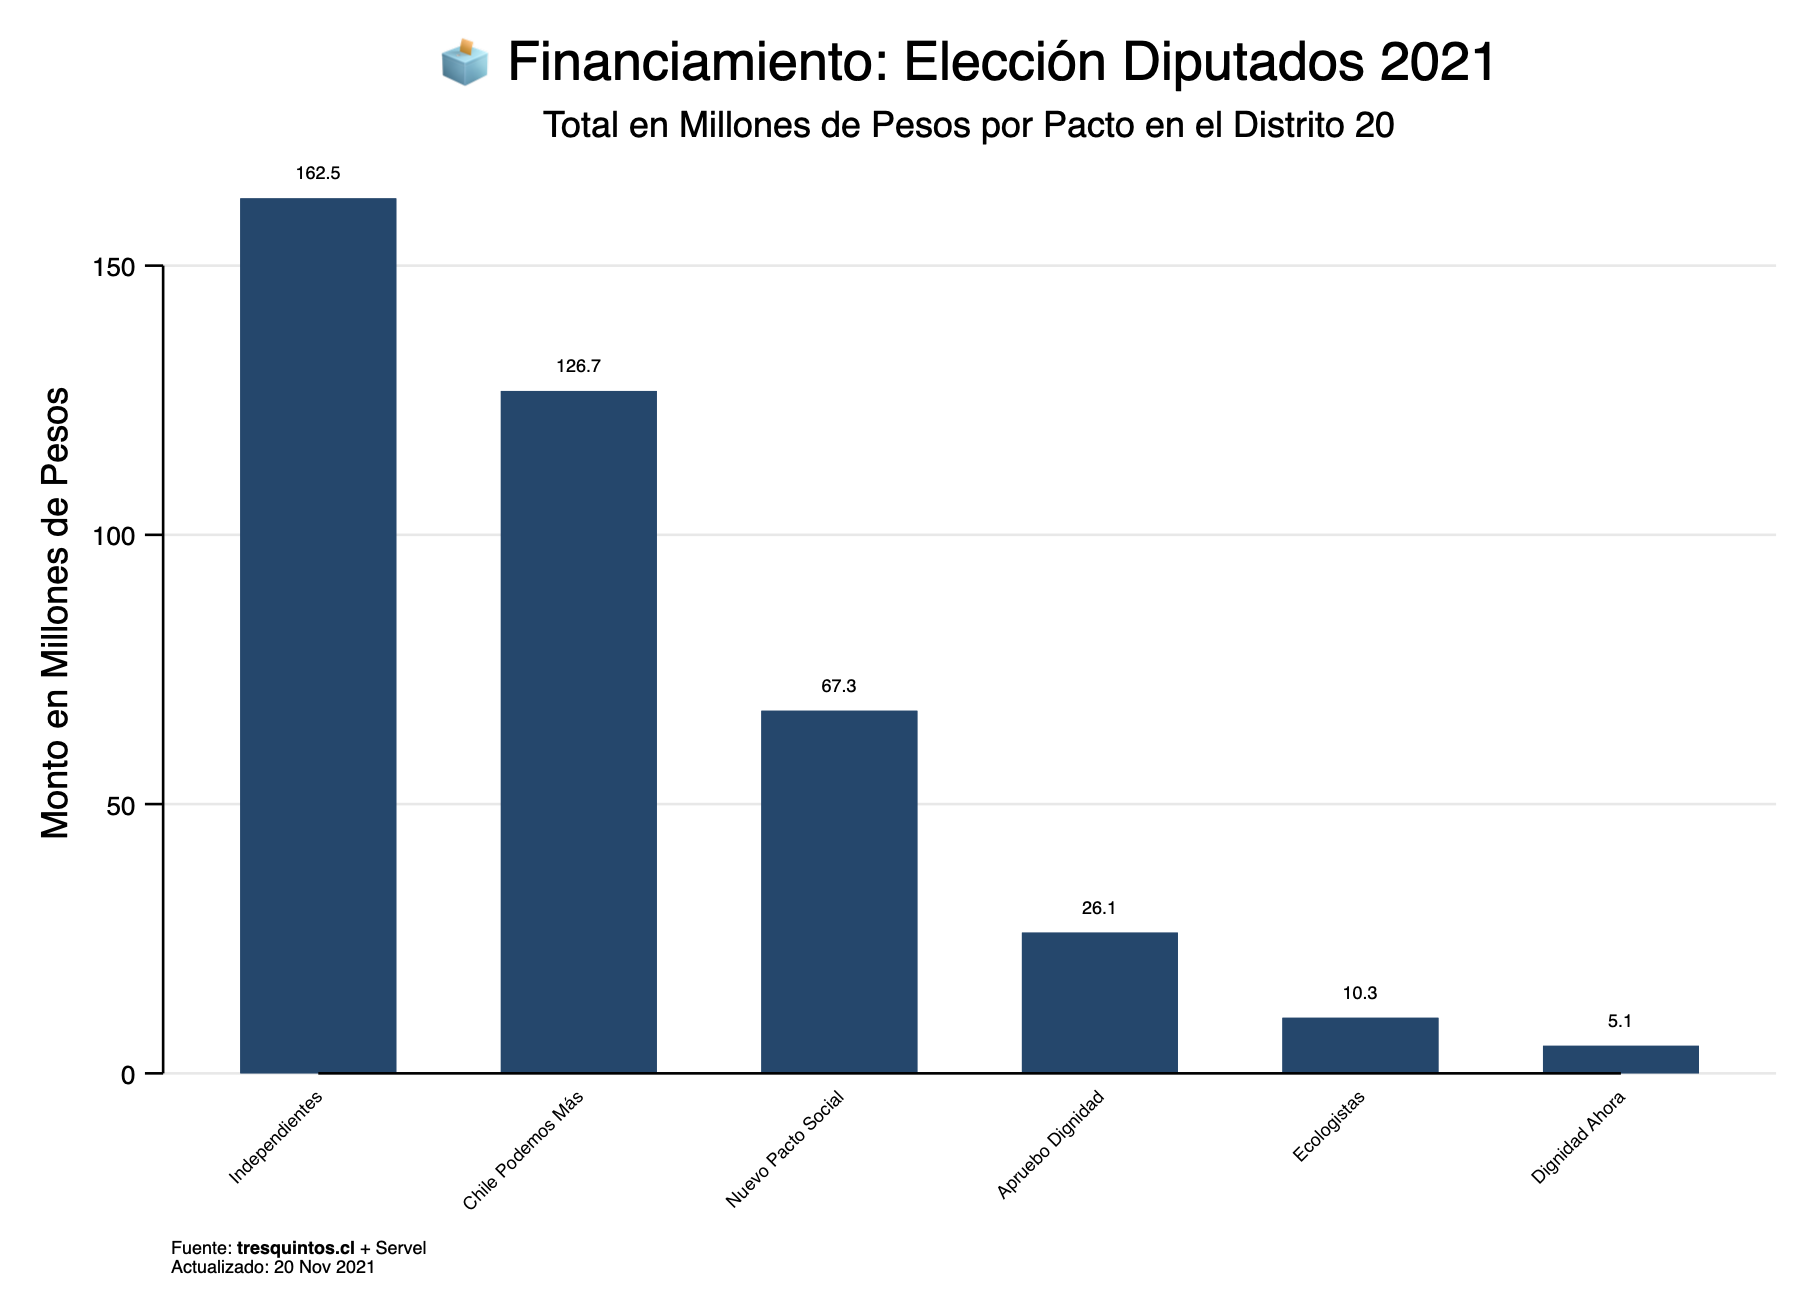 Financiamiento: Elección Diputados 2021
Total en Millones de Pesos por Pacto en el Distrito 20
Monto en Millones de Pesos
150
100
50
0
162.5
126.7
67.3
26.1
10.3
5.1
Independientes
Chile Podemos Más
Nuevo Pacto Social
Apruebo Dignidad
Ecologistas
Dignidad Ahora
Fuente: tresquintos.cl + Servel
Actualizado: 20 Nov 2021